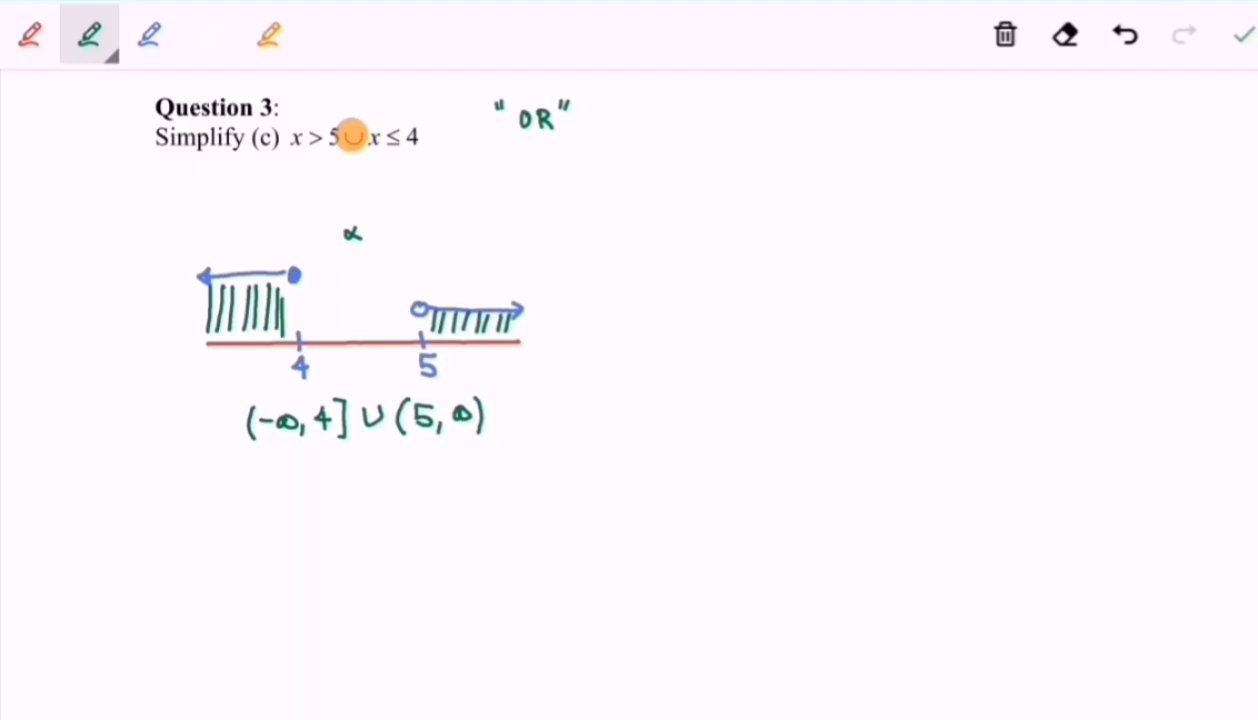 Question 3:
"OR"
Simplify (c) x > 5 ∪ x ≤ 4
∝
4 5
(-∞, 4] ∪ (5, ∞)